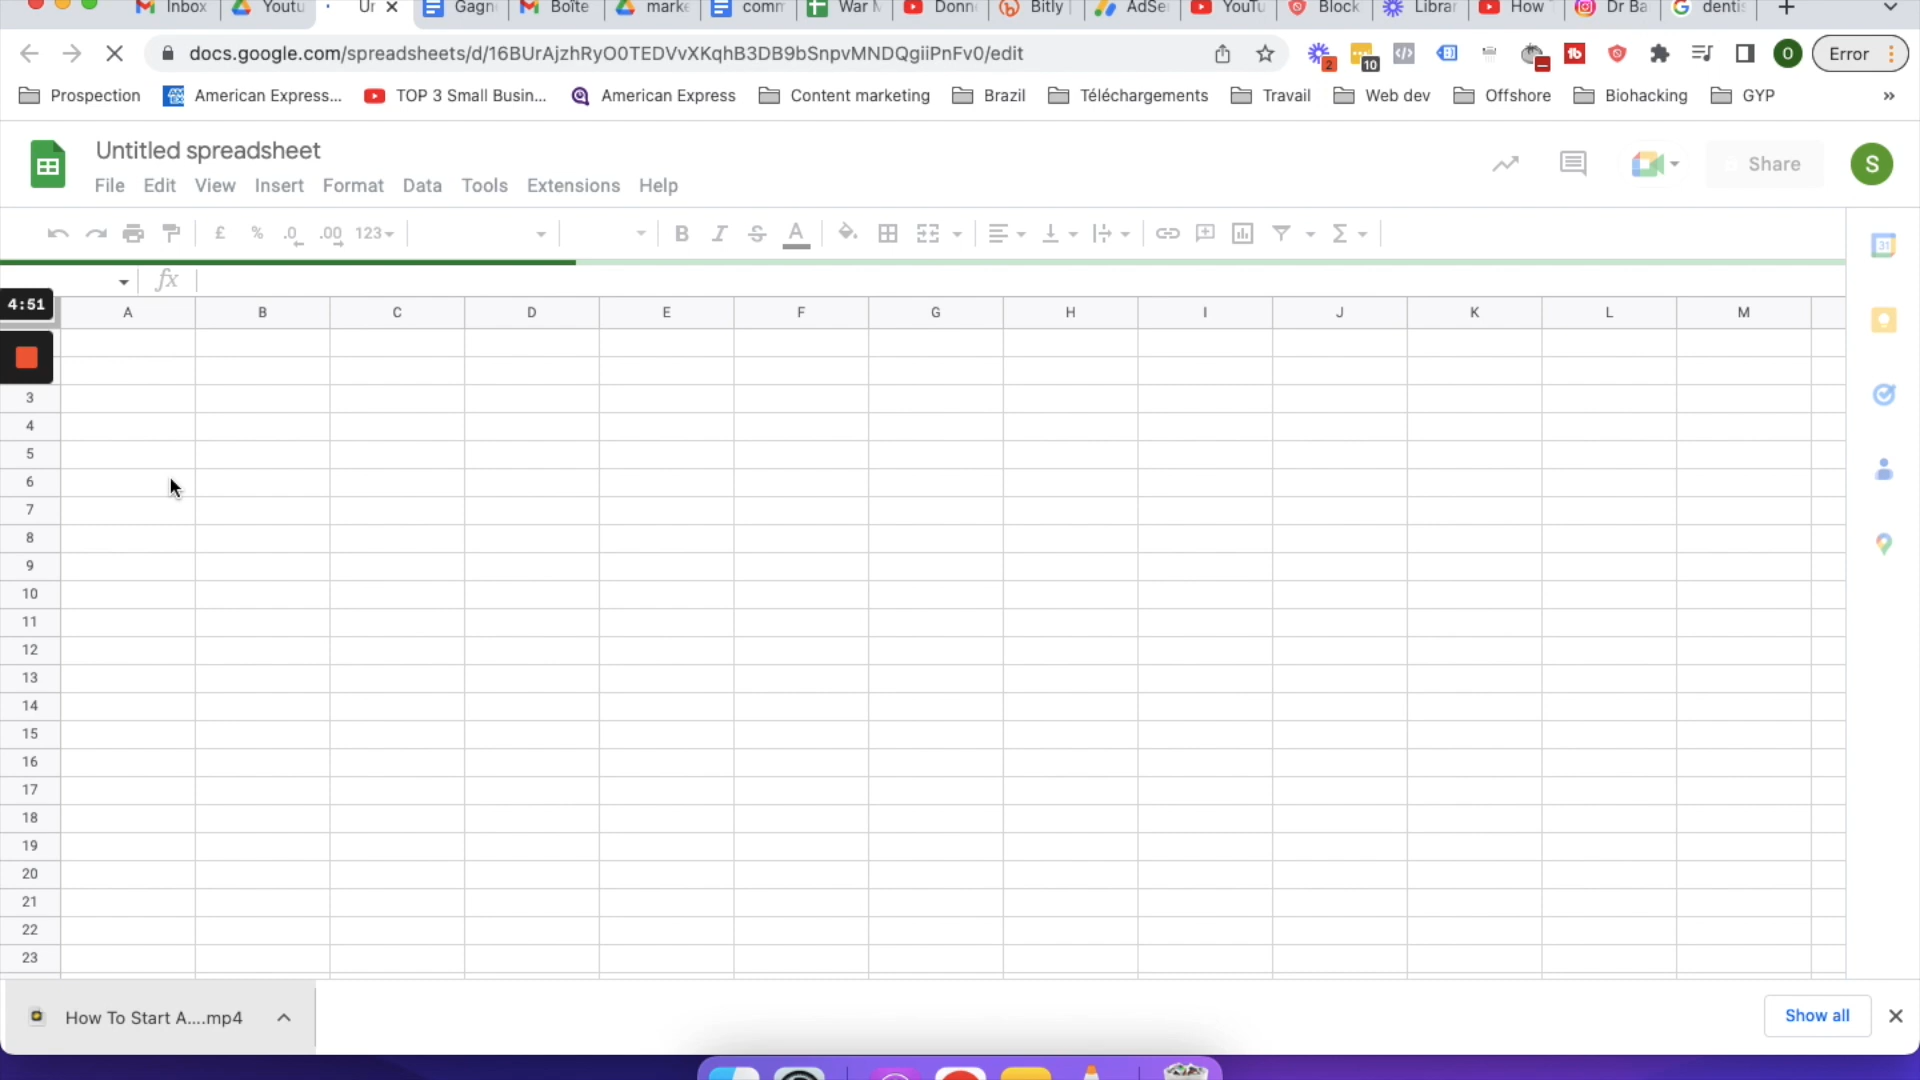 Inbox Youtu Ur Gagn Boîte marke comm War M Donn Bitly AdSe YouTu Block Librar How Dr Ba dentis
docs.google.com/spreadsheets/d/16BUrAjzhRyO0TEDVvXKqhB3DB9bSnpvMNDQgiiPnFv0/edit 2 10 O Error
Prospection American Express... TOP 3 Small Busin... American Express Content marketing Brazil Téléchargements Travail Web dev Offshore Biohacking GYP »
Untitled spreadsheet
Share S
File Edit View Insert Format Data Tools Extensions Help
£ % .0 .00 123 B I S A Σ 31
fx
4:51
A B C D E F G H I J K L M
3
4
5
6
7
8
9
10
11
12
13
14
15
16
17
18
19
20
21
22
23
How To Start A....mp4 Show all